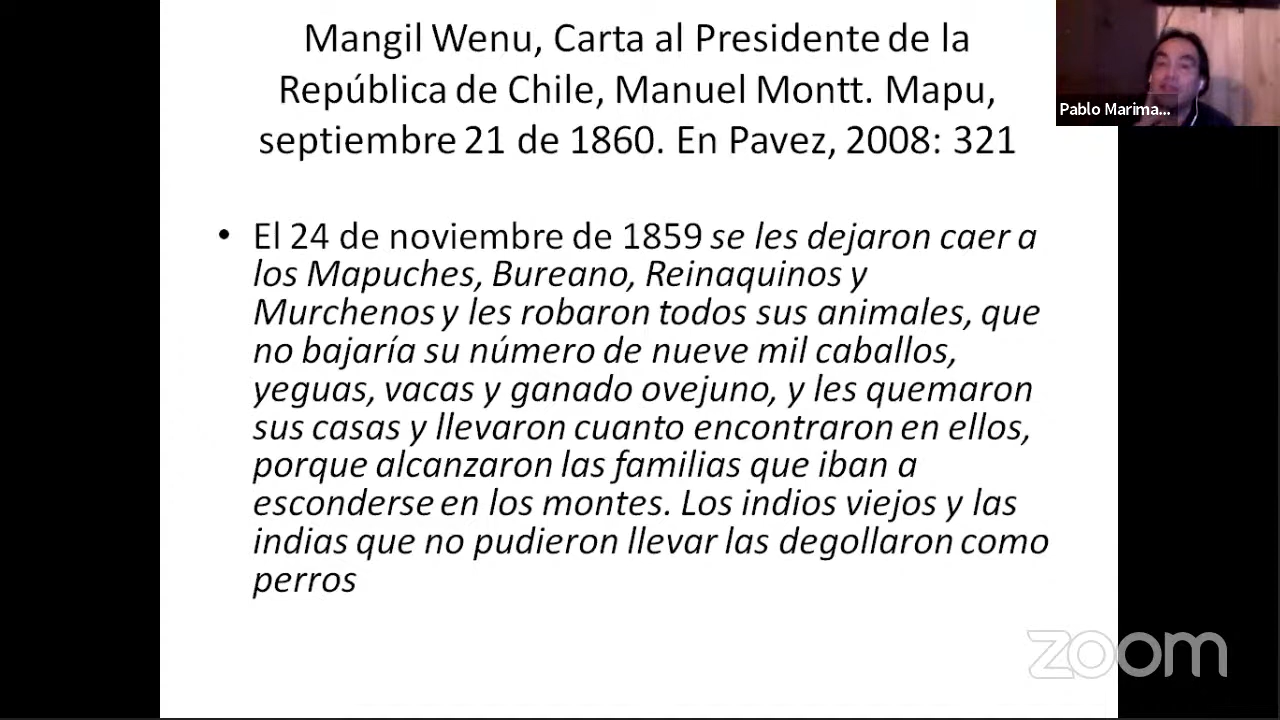 Mangil Wenu, Carta al Presidente de la
República de Chile, Manuel Montt. Mapu,
septiembre 21 de 1860. En Pavez, 2008: 321
Pablo Marima...
• El 24 de noviembre de 1859 se les dejaron caer a
los Mapuches, Bureano, Reinaquinos y
Murchenos y les robaron todos sus animales, que
no bajaría su número de nueve mil caballos,
yeguas, vacas y ganado ovejuno, y les quemaron
sus casas y llevaron cuanto encontraron en ellos,
porque alcanzaron las familias que iban a
esconderse en los montes. Los indios viejos y las
indias que no pudieron llevar las degollaron como
perros
zoom